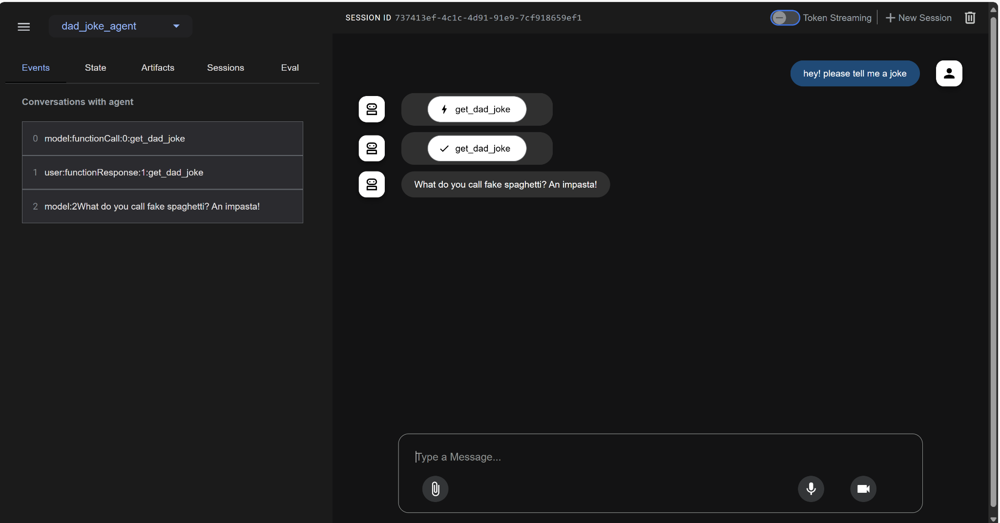 dad_joke_agent
SESSION ID 737413ef-4c1c-4d91-91e9-7cf918659ef1
Token Streaming
New Session
Events State Artifacts Sessions Eval
Conversations with agent
0 model:functionCall:0:get_dad_joke
1 user:functionResponse:1:get_dad_joke
2 model:2What do you call fake spaghetti? An impasta!
hey! please tell me a joke
get_dad_joke
get_dad_joke
What do you call fake spaghetti? An impasta!
Type a Message...